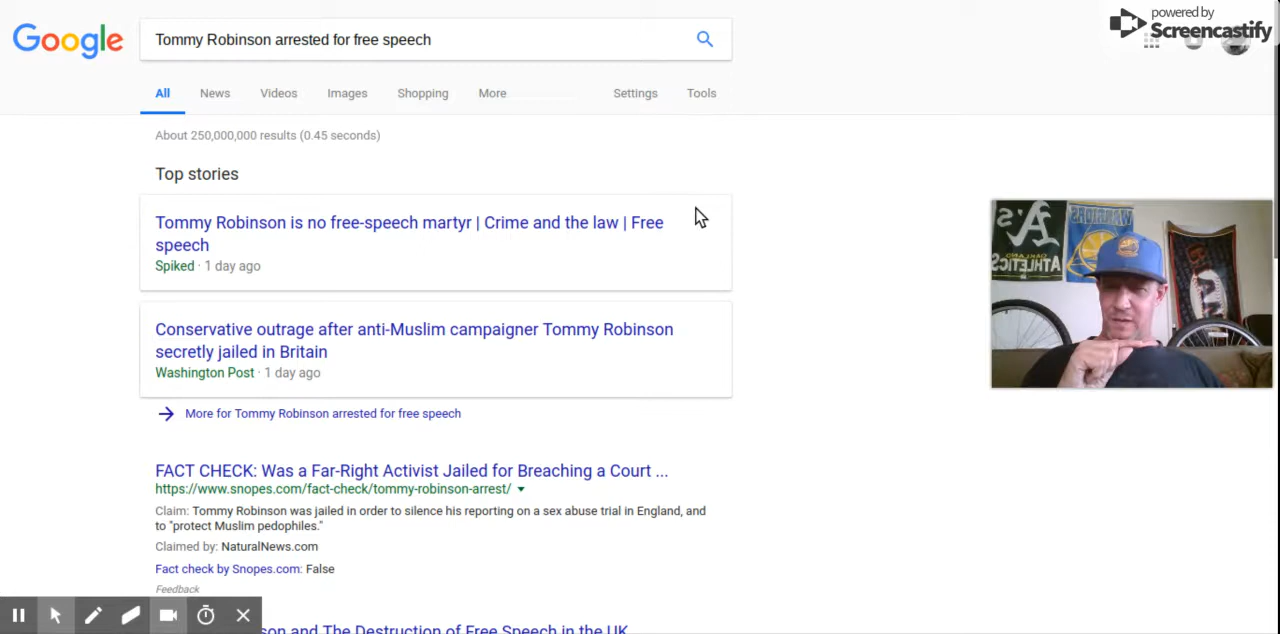 powered by
Screencastify
Google
Tommy Robinson arrested for free speech
All News Videos Images Shopping More Settings Tools
About 250,000,000 results (0.45 seconds)
Top stories
Tommy Robinson is no free-speech martyr | Crime and the law | Free
speech
Spiked · 1 day ago
Conservative outrage after anti-Muslim campaigner Tommy Robinson
secretly jailed in Britain
Washington Post · 1 day ago
More for Tommy Robinson arrested for free speech
FACT CHECK: Was a Far-Right Activist Jailed for Breaching a Court ...
https://www.snopes.com/fact-check/tommy-robinson-arrest/
Claim: Tommy Robinson was jailed in order to silence his reporting on a sex abuse trial in England, and
to "protect Muslim pedophiles."
Claimed by: NaturalNews.com
Fact check by Snopes.com: False
Feedback
son and The Destruction of Free Speech in the UK
A's
OAKLAND
ATHLETICS
WARRIORS